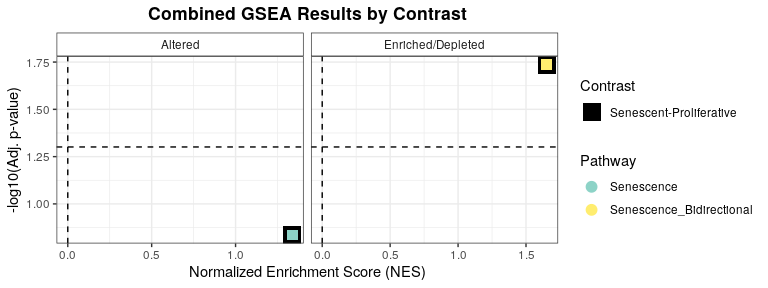 Combined GSEA Results by Contrast
Altered
Enriched/Depleted
1.75
1.50
1.25
1.00
-log10(Adj. p-value)
0.0 0.5 1.0
0.0 0.5 1.0 1.5
Normalized Enrichment Score (NES)
Contrast
Senescent-Proliferative
Pathway
Senescence
Senescence_Bidirectional